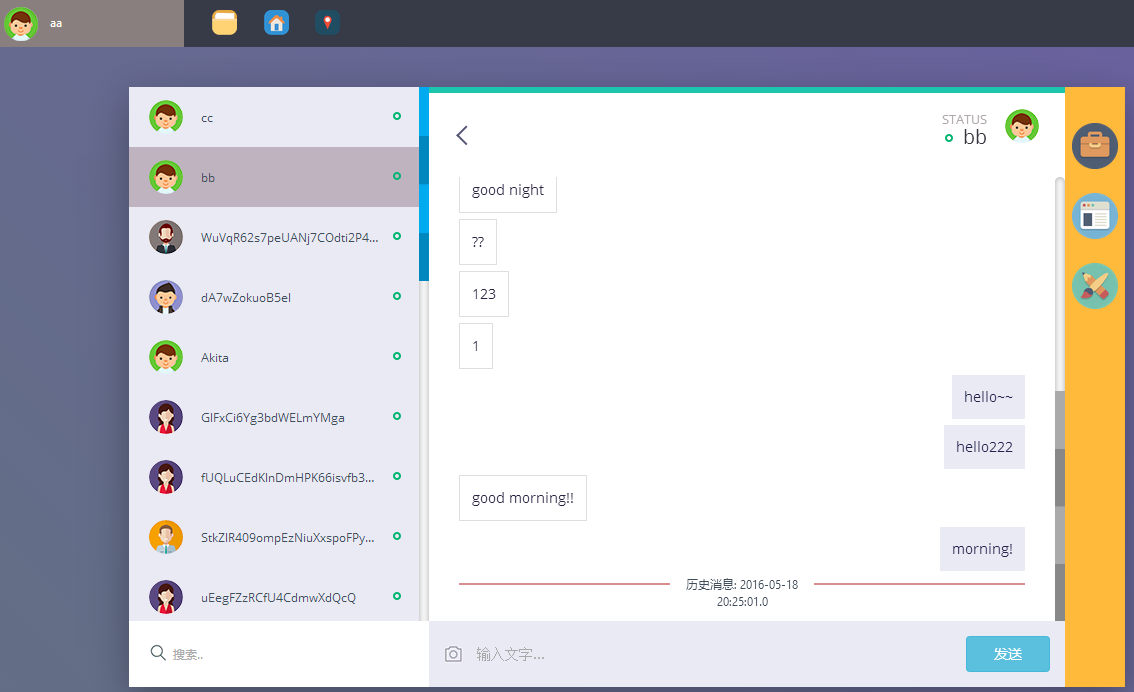 aa
cc
bb
WuVqR62s7peUANj7COdti2P4...
dA7wZokuoB5el
Akita
GlFxCi6Yg3bdWELmYMga
fUQLuCEdKlnDmHPK66isvfb3...
StkZlR409ompEzNiuXxspoFPy...
uEegFZzRCfU4CdmwXdQcQ
搜索..
STATUS
bb
good night
??
123
1
hello~~
hello222
good morning!!
morning!
历史消息: 2016-05-18
20:25:01.0
输入文字...
发送